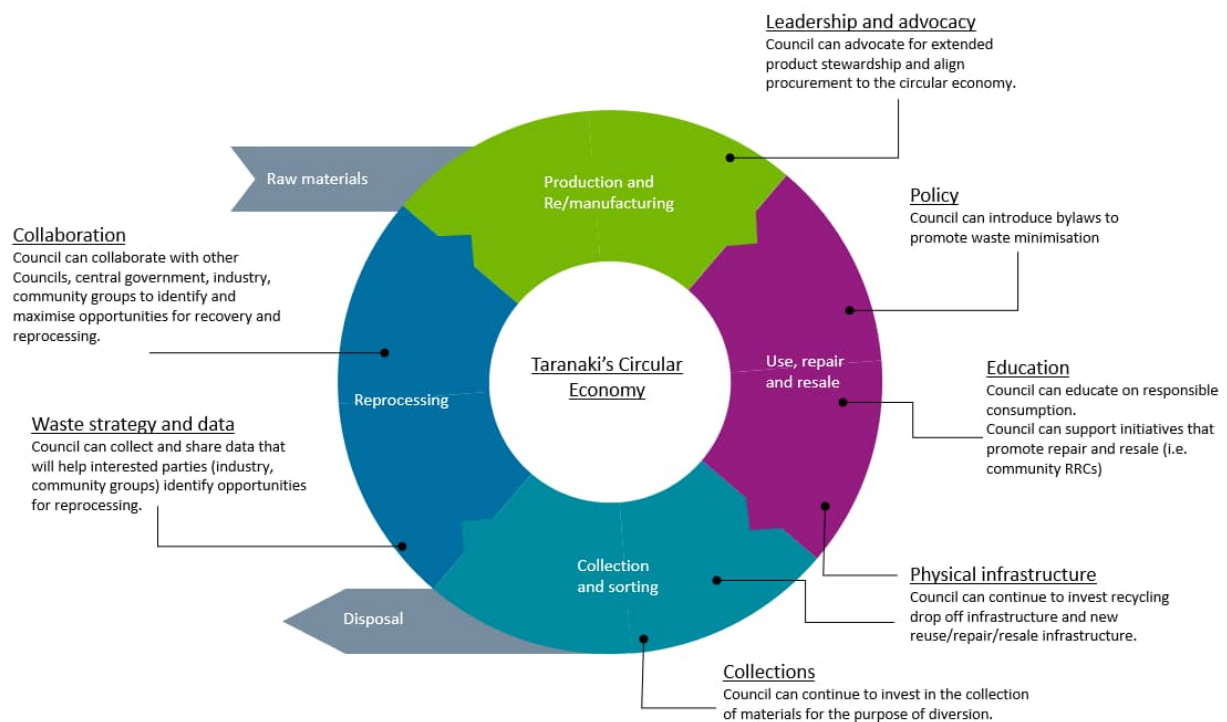 Leadership and advocacy
Council can advocate for extended
product stewardship and align
procurement to the circular economy.
Raw materials
Production and
Re/manufacturing
Policy
Council can introduce bylaws to
promote waste minimisation
Collaboration
Council can collaborate with other
Councils, central government, industry,
community groups to identify and
maximise opportunities for recovery and
reprocessing.
Taranaki's Circular
Economy
Use, repair
and resale
Education
Council can educate on responsible
consumption.
Council can support initiatives that
promote repair and resale (i.e.
community RRCs)
Reprocessing
Waste strategy and data
Council can collect and share data that
will help interested parties (industry,
community groups) identify opportunities
for reprocessing.
Collection
and sorting
Physical infrastructure
Council can continue to invest recycling
drop off infrastructure and new
reuse/repair/resale infrastructure.
Disposal
Collections
Council can continue to invest in the collection
of materials for the purpose of diversion.